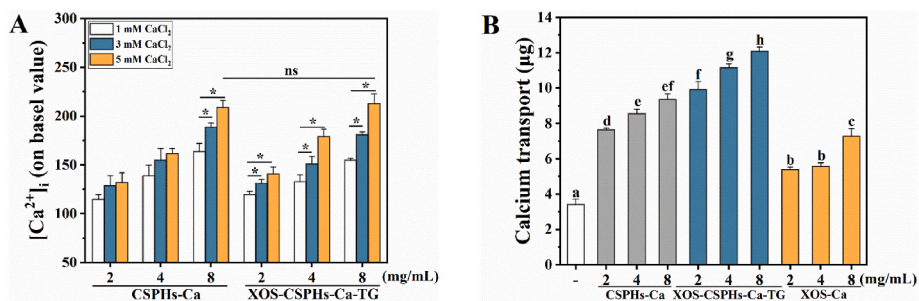 A
B
300
1 mM CaCl₂
3 mM CaCl₂
5 mM CaCl₂
ns
250
200
150
100
50
* * * * * * * *
[Ca²⁺]ᵢ (on basel value)
2 4 8 2 4 8 (mg/mL)
CSPHs-Ca XOS-CSPHs-Ca-TG
14
12
10
8
6
4
2
0
Calcium transport (μg)
a d e ef f g h b b c
- 2 4 8 2 4 8 2 4 8 (mg/mL)
CSPHs-Ca XOS-CSPHs-Ca-TG XOS-Ca